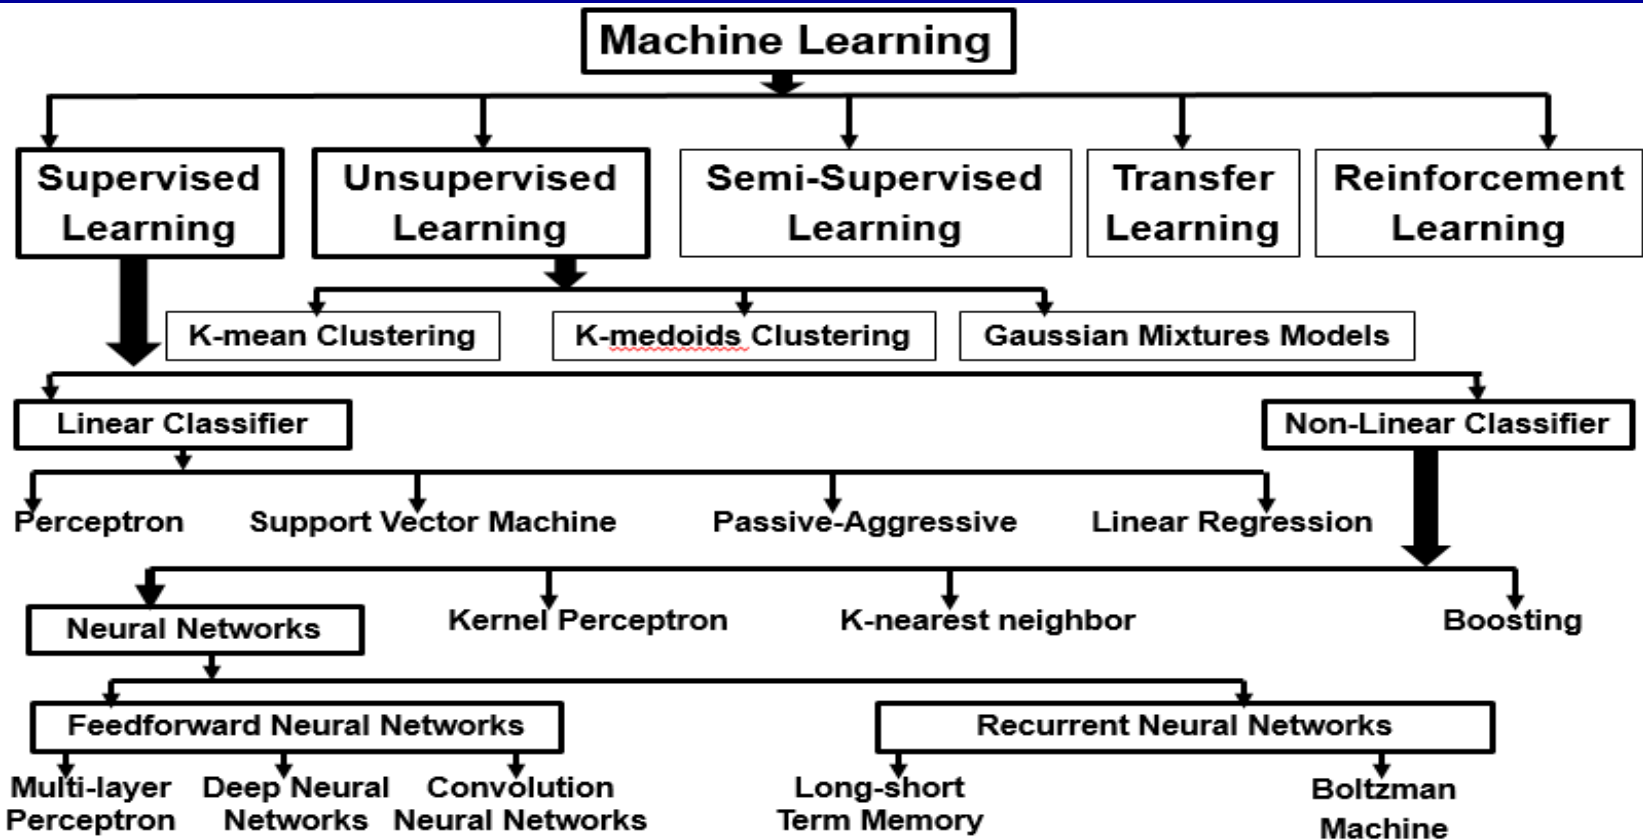 Machine Learning
Supervised
Learning
Unsupervised
Learning
Semi-Supervised
Learning
Transfer
Learning
Reinforcement
Learning
K-mean Clustering
K-medoids Clustering
Gaussian Mixtures Models
Linear Classifier
Non-Linear Classifier
Perceptron
Support Vector Machine
Passive-Aggressive
Linear Regression
Neural Networks
Kernel Perceptron
K-nearest neighbor
Boosting
Feedforward Neural Networks
Recurrent Neural Networks
Multi-layer
Perceptron
Deep Neural
Networks
Convolution
Neural Networks
Long-short
Term Memory
Boltzman
Machine